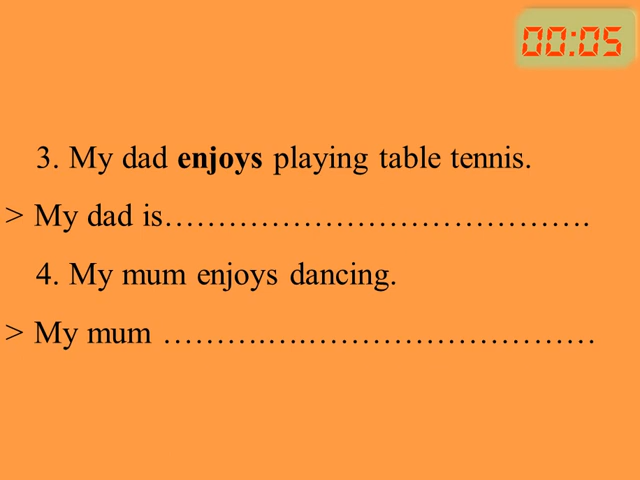 00:05
3. My dad enjoys playing table tennis.
> My dad is…………………………………….
4. My mum enjoys dancing.
> My mum ……….….…………………………